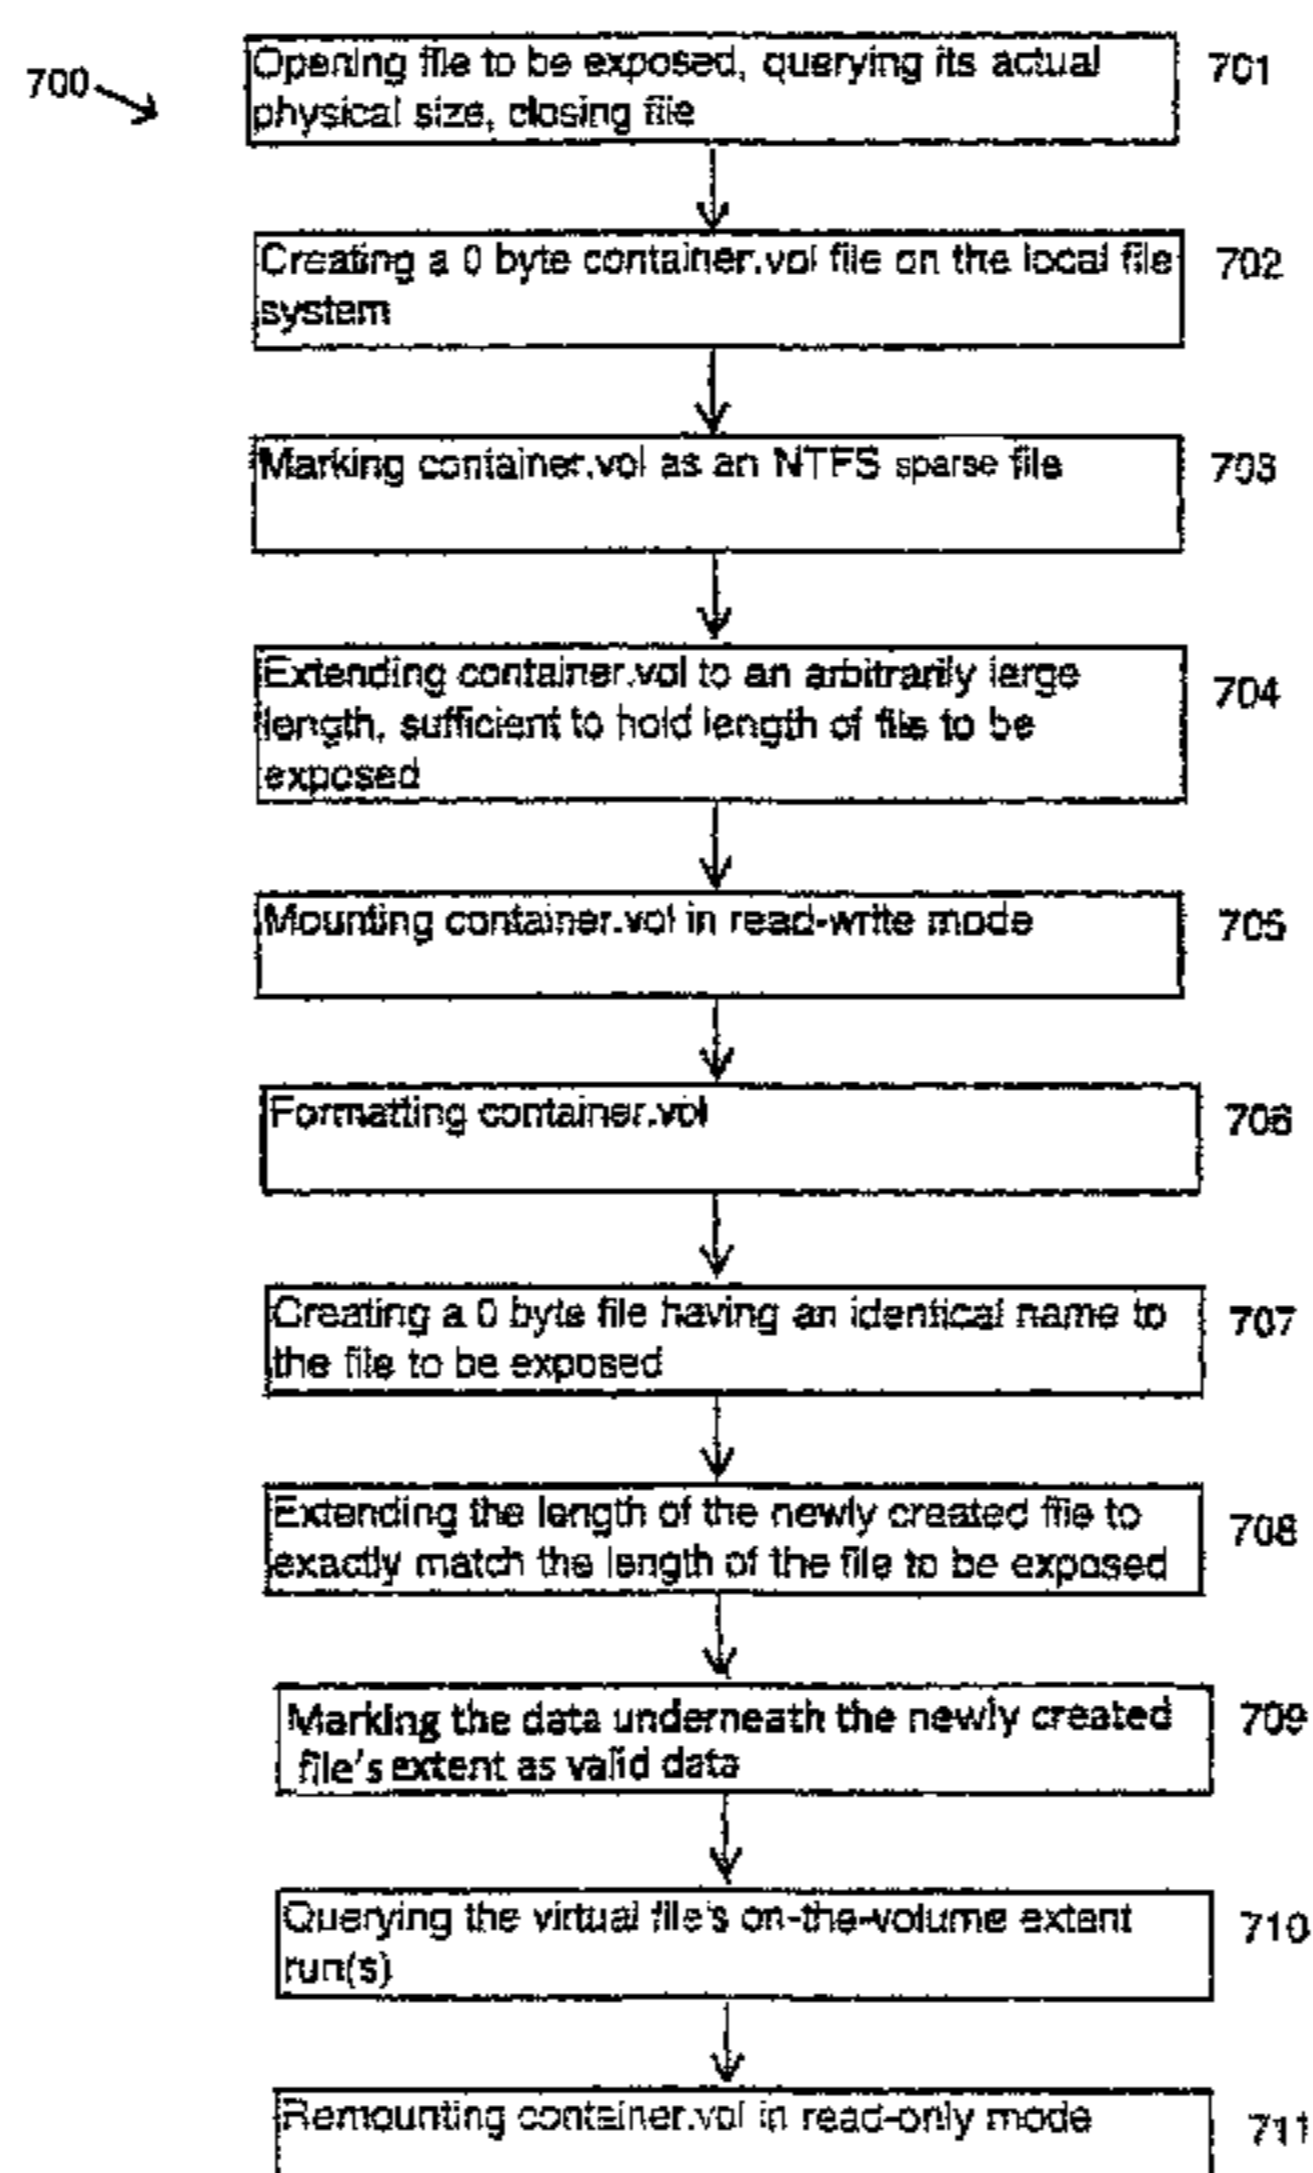 700
Opening file to be exposed, querying its actual
physical size, closing file
701
Creating a 0 byte container.vol file on the local file
system
702
Marking container.vol as an NTFS sparse file
703
Extending container.vol to an arbitrarily large
length, sufficient to hold length of file to be
exposed
704
Mounting container.vol in read-write mode
705
Formatting container.vol
706
Creating a 0 byte file having an identical name to
the file to be exposed
707
Extending the length of the newly created file to
exactly match the length of the file to be exposed
708
Marking the data underneath the newly created
file's extent as valid data
709
Querying the virtual file's on-the-volume extent
run(s)
710
Remounting container.vol in read-only mode
711